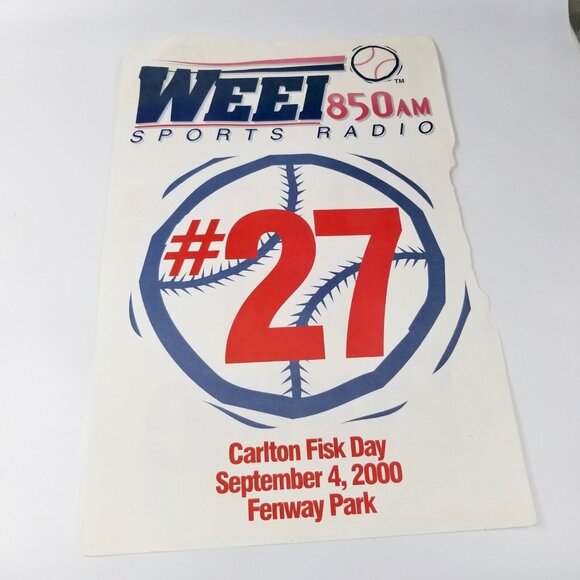 WEEI 850AM
TM
SPORTS RADIO
#27
Carlton Fisk Day
September 4, 2000
Fenway Park